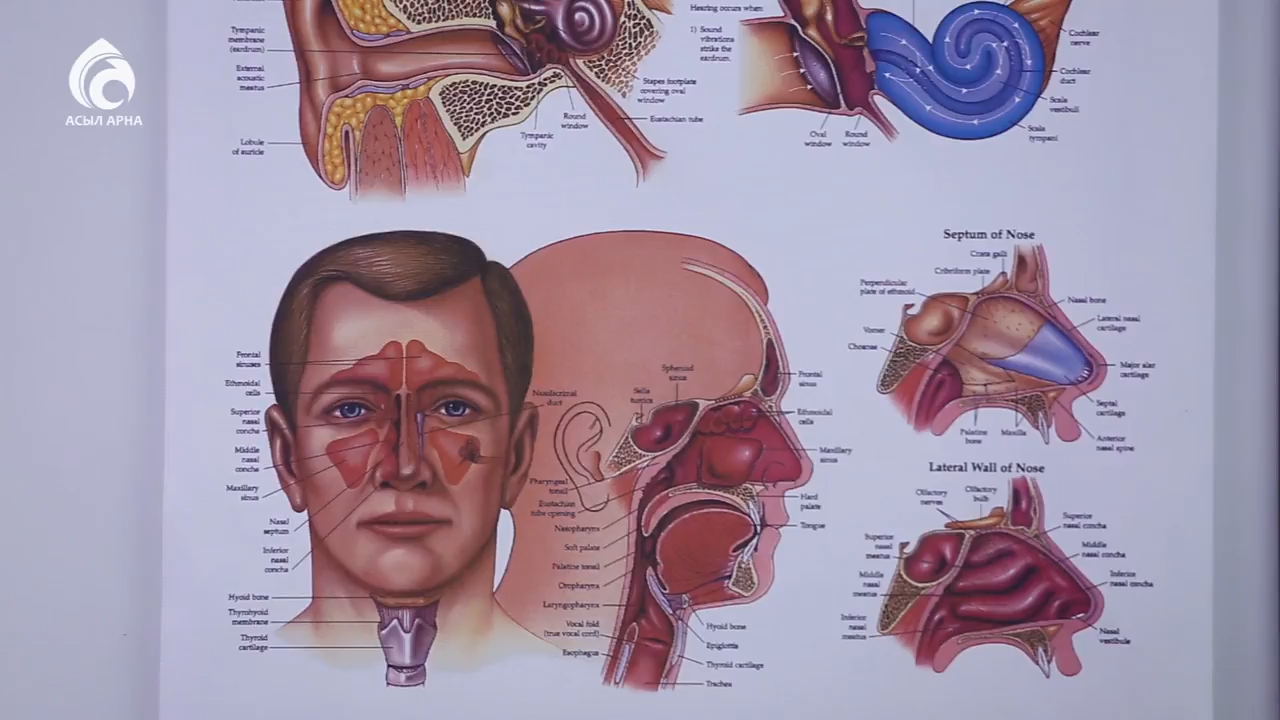 АСЫЛ АРНА
Tympanic
membrane
(eardrum)
External
acoustic
meatus
Lobule
of auricle
Tympanic
cavity
Round
window
Stapes footplate
covering oval
window
Eustachian tube
Hearing occurs when:
1) Sound
vibrations
strike the
eardrum.
Oval
window
Round
window
Cochlear
nerve
Cochlear
duct
Scala
vestibuli
Scala
tympani
Frontal
sinuses
Ethmoidal
cells
Superior
nasal
concha
Middle
nasal
concha
Maxillary
sinus
Nasal
septum
Inferior
nasal
concha
Hyoid bone
Thyrohyoid
membrane
Thyroid
cartilage
Nasolacrimal
duct
Sella
turcica
Sphenoid
sinus
Frontal
sinus
Ethmoidal
cells
Maxillary
sinus
Hard
palate
Tongue
Pharyngeal
tonsil
Eustachian
tube opening
Nasopharynx
Soft palate
Palatine tonsil
Oropharynx
Laryngopharynx
Vocal fold
(true vocal cord)
Esophagus
Hyoid bone
Epiglottis
Thyroid cartilage
Trachea
Septum of Nose
Crista galli
Cribriform plate
Perpendicular
plate of ethmoid
Vomer
Choanae
Nasal bone
Lateral nasal
cartilage
Major alar
cartilage
Septal
cartilage
Anterior
nasal spine
Palatine
bone
Maxilla
Lateral Wall of Nose
Olfactory
nerves
Olfactory
bulb
Superior
nasal
meatus
Middle
nasal
meatus
Inferior
nasal
meatus
Superior
nasal concha
Middle
nasal concha
Inferior
nasal concha
Nasal
vestibule